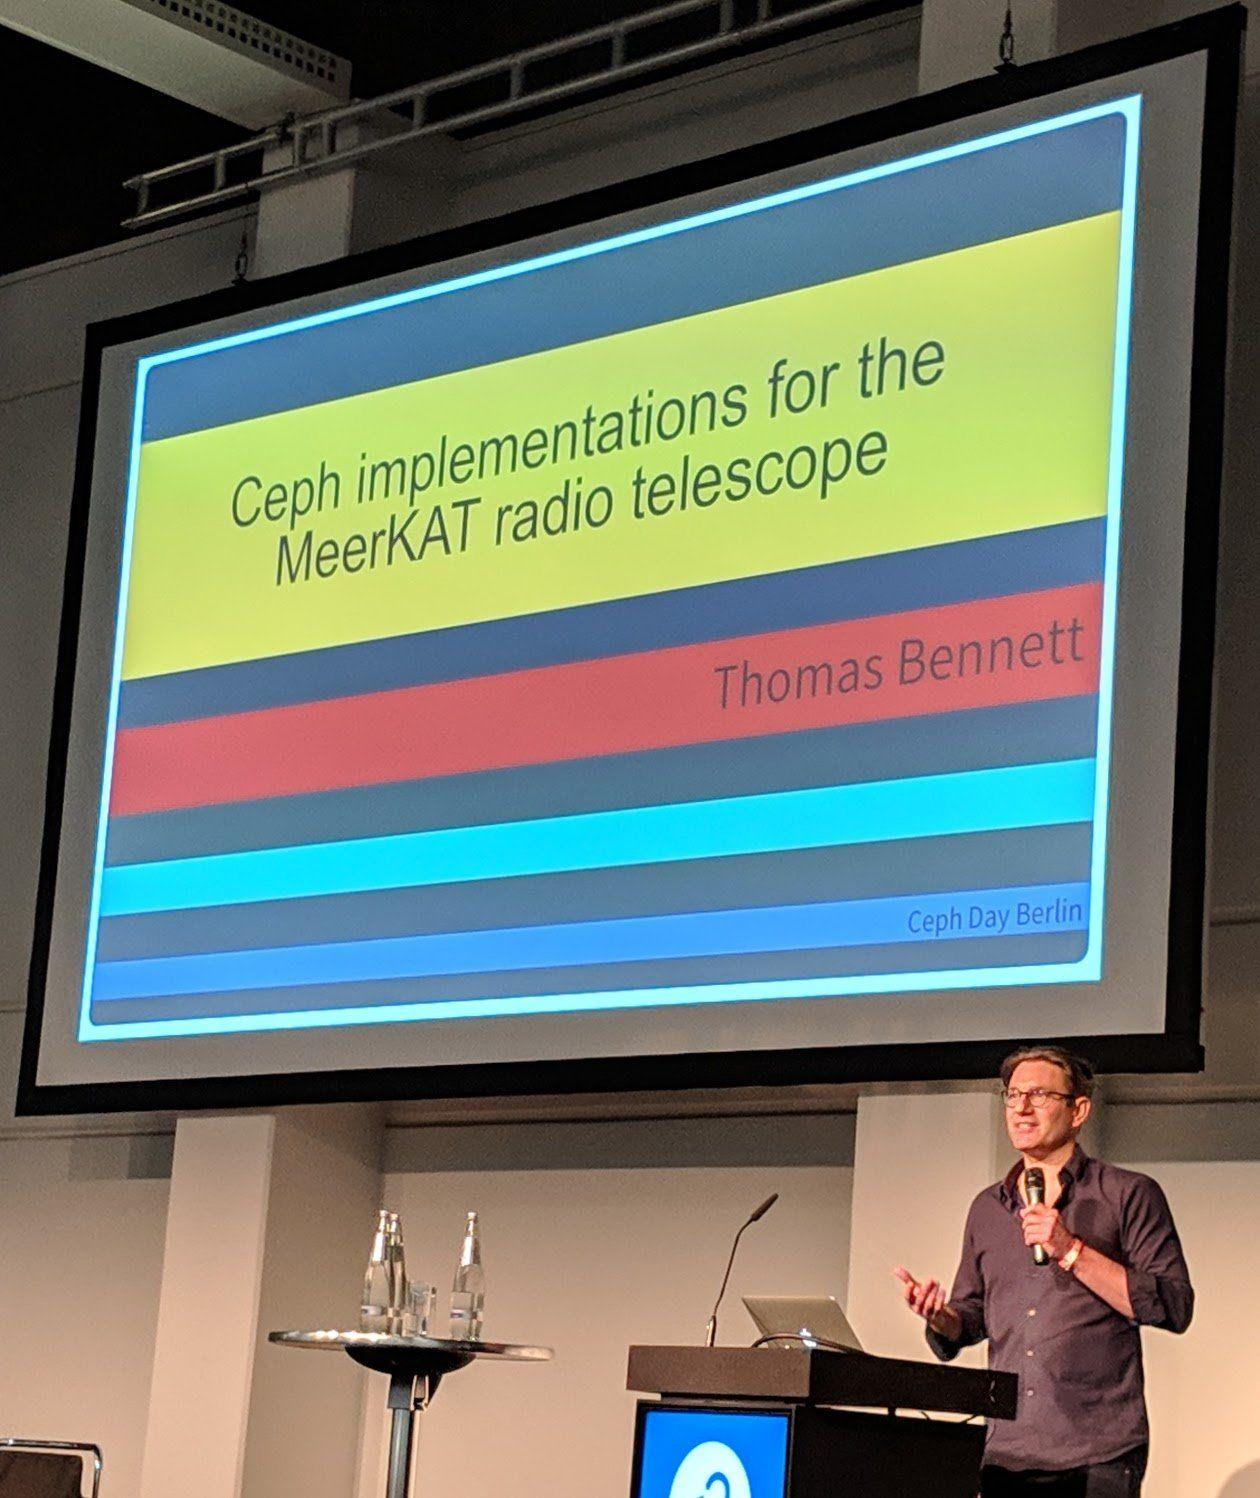 Ceph implementations for the
MeerKAT radio telescope
Thomas Bennett
Ceph Day Berlin